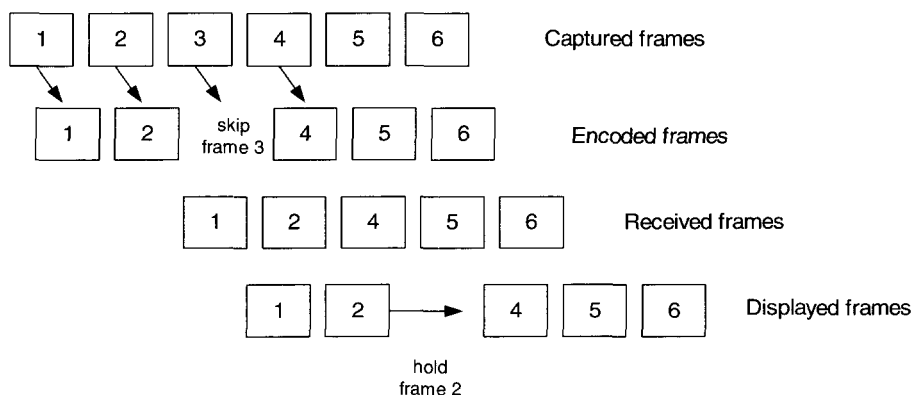 1 2 3 4 5 6 Captured frames
1 2 skip frame 3 4 5 6 Encoded frames
1 2 4 5 6 Received frames
1 2 4 5 6 Displayed frames
hold
frame 2